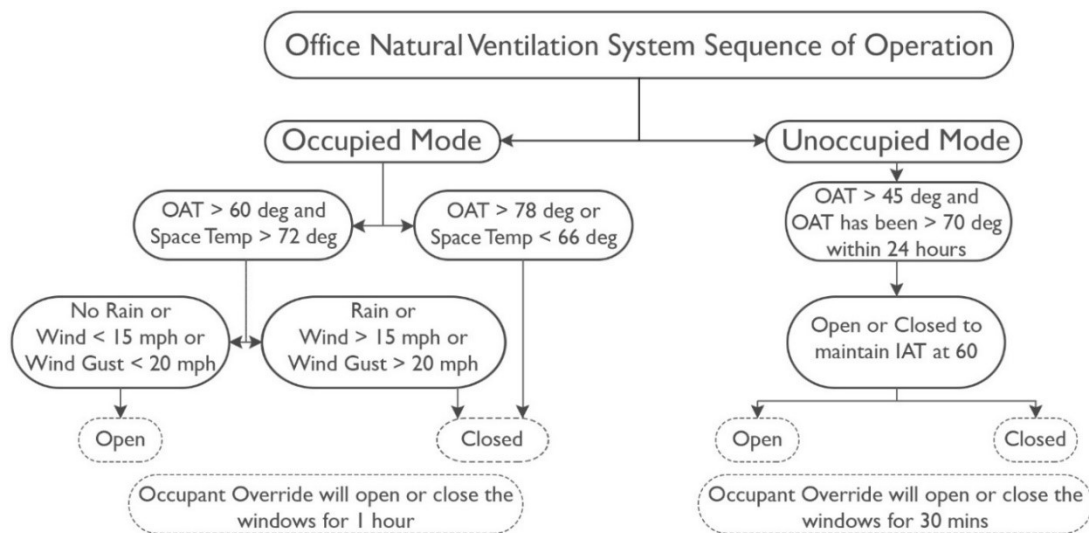 Office Natural Ventilation System Sequence of Operation
Occupied Mode
Unoccupied Mode
OAT > 60 deg and
Space Temp > 72 deg
OAT > 78 deg or
Space Temp < 66 deg
OAT > 45 deg and
OAT has been > 70 deg
within 24 hours
No Rain or
Wind < 15 mph or
Wind Gust < 20 mph
Rain or
Wind > 15 mph or
Wind Gust > 20 mph
Open or Closed to
maintain IAT at 60
Open
Closed
Open
Closed
Occupant Override will open or close the
windows for 1 hour
Occupant Override will open or close the
windows for 30 mins